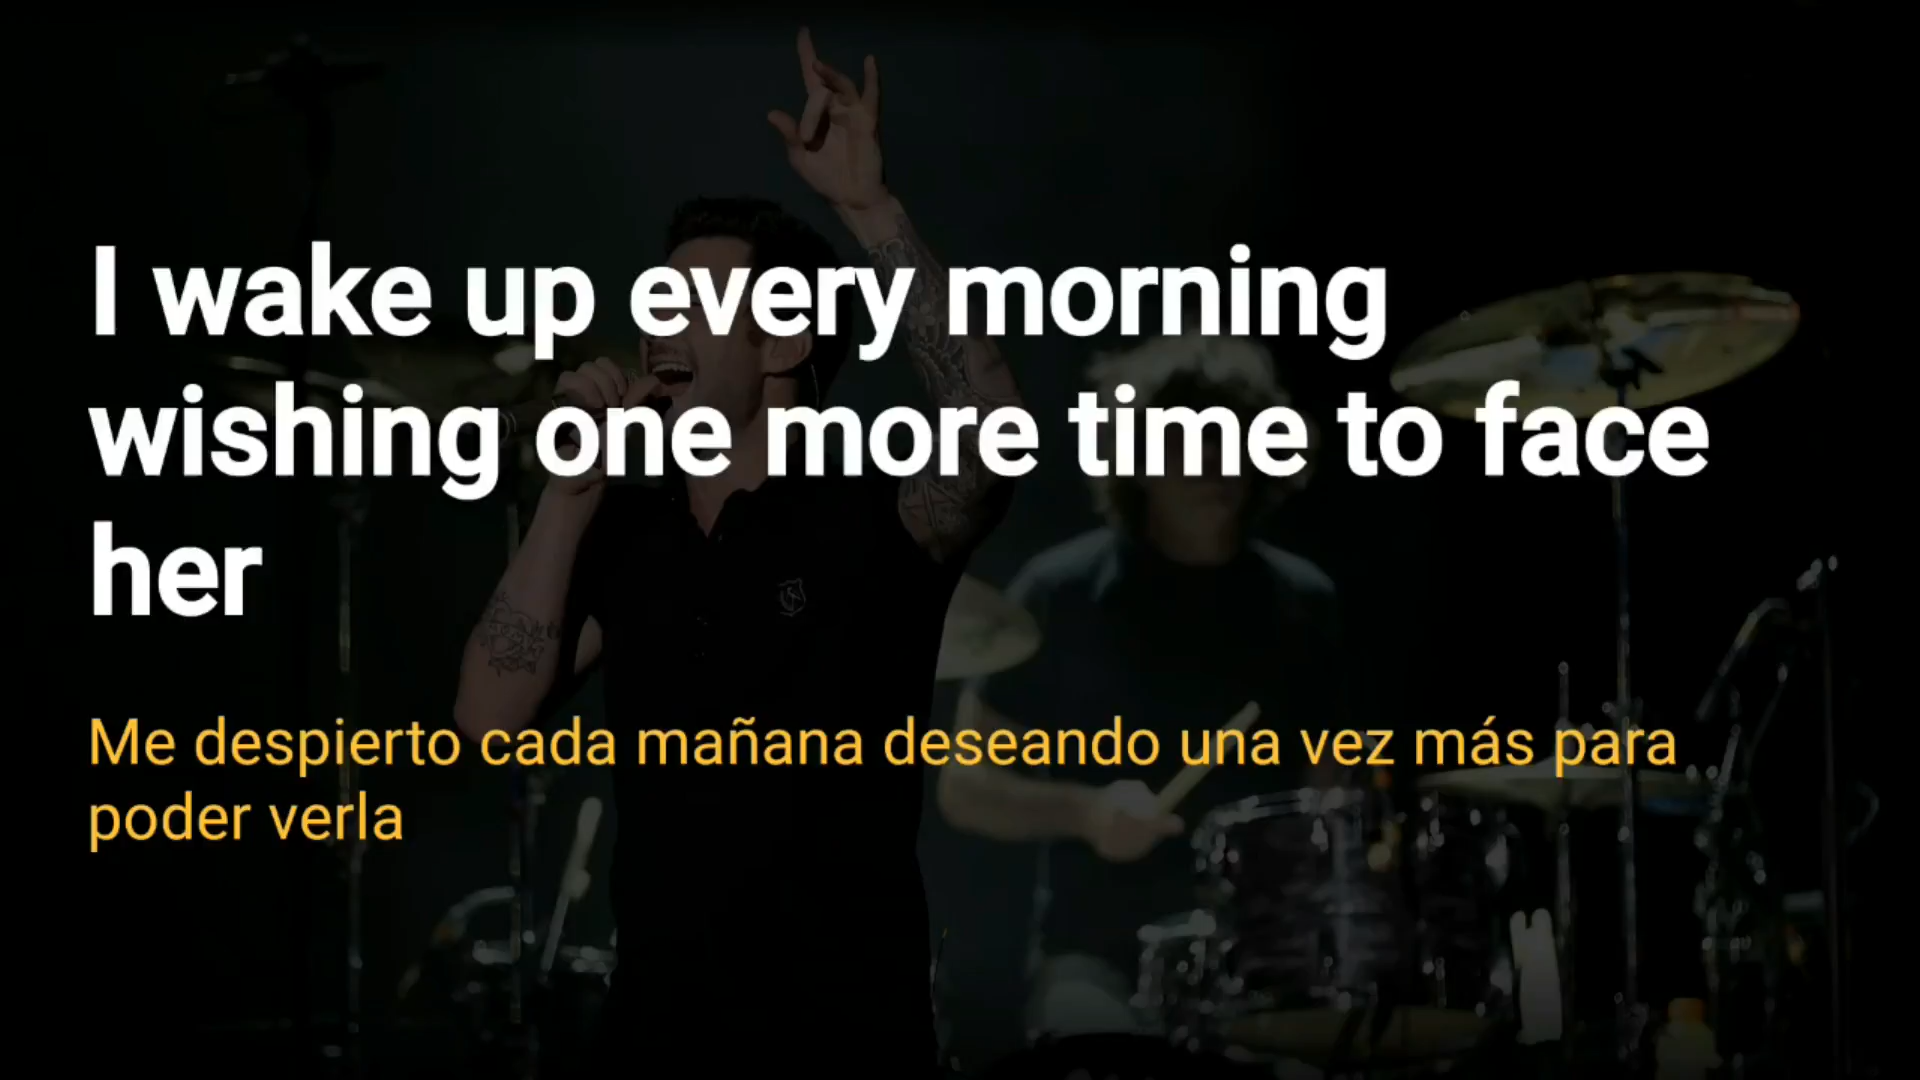 I wake up every morning
wishing one more time to face
her
Me despierto cada mañana deseando una vez más para
poder verla